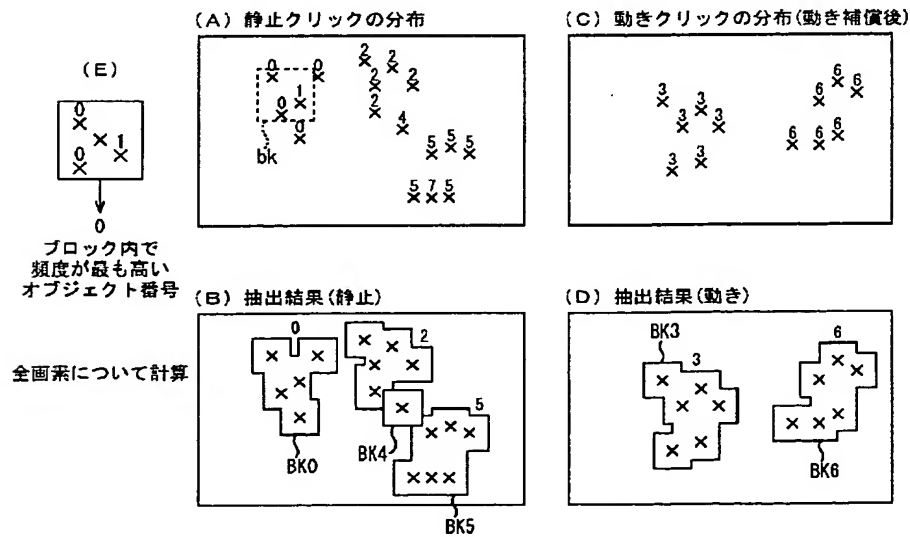 (A) 静止クリックの分布
(C) 動きクリックの分布(動き補償後)
(E)
0
1
0
0
ブロック内で
頻度が最も高い
オブジェクト番号
全画素について計算
0 0
1
0
0
bk
2
2
2 2
2
4
5 5 5
5 7 5
3 3
3 3
3 3
6 6
6
6 6 6
(B) 抽出結果(静止)
0
2
5
BK0
BK4
BK5
(D) 抽出結果(動き)
BK3
3
6
BK6